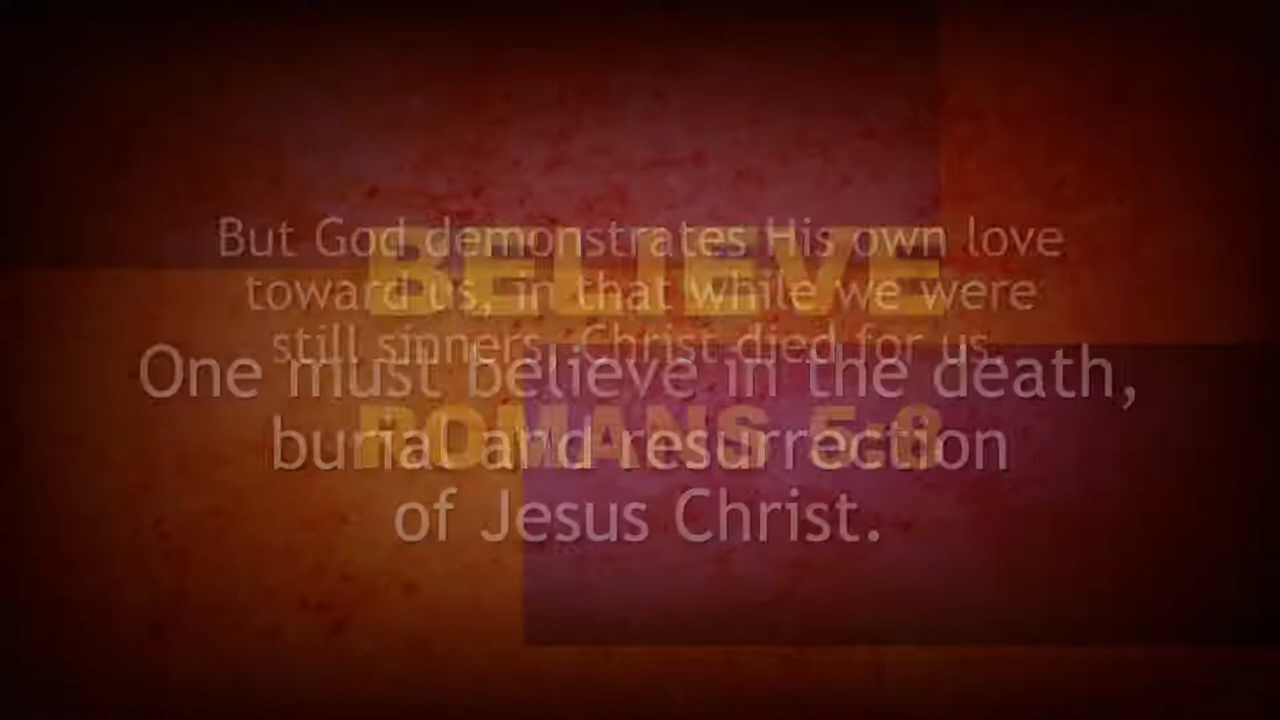 BELIEVE
One must believe in the death,
burial and resurrection
of Jesus Christ.
But God demonstrates His own love
toward us, in that while we were
still sinners, Christ died for us.
ROMANS 5:8